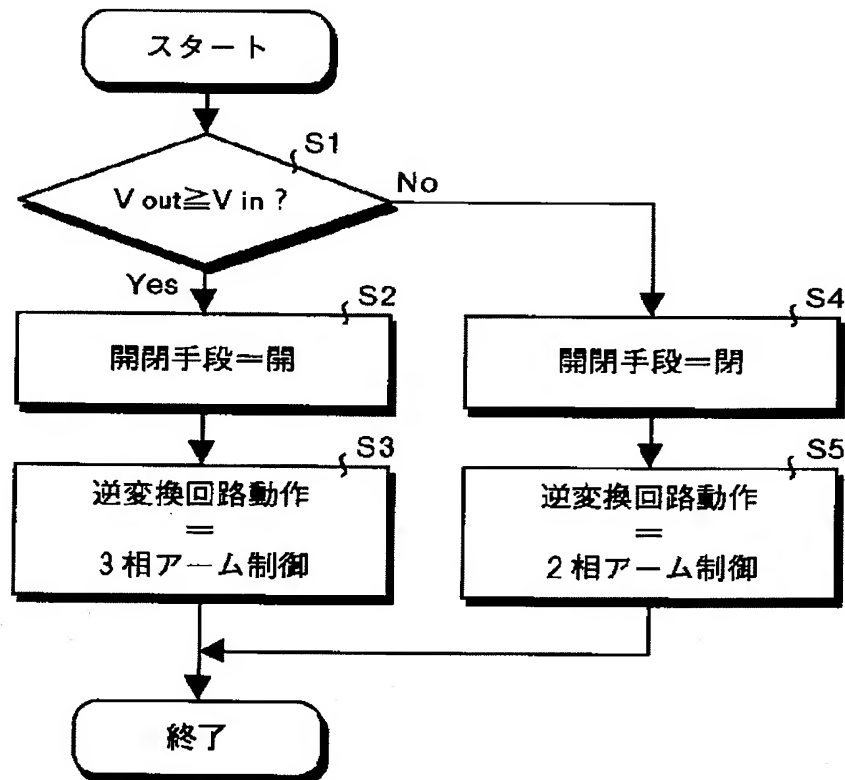 スタート
S1
V out≧V in ?
No
Yes
S2
開閉手段＝開
S4
開閉手段＝閉
S3
逆変換回路動作
＝
3相アーム制御
S5
逆変換回路動作
＝
2相アーム制御
終了